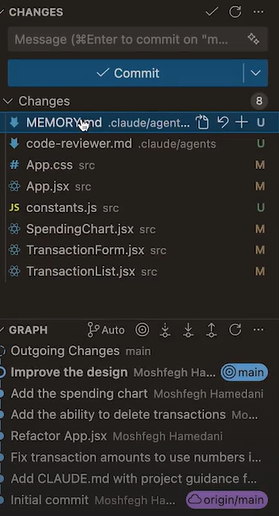 CHANGES
Message (⌘Enter to commit on "m...
Commit
Changes 8
MEMORY.md .claude/agent... U
code-reviewer.md .claude/agents U
# App.css src M
App.jsx src M
JS constants.js src U
SpendingChart.jsx src M
TransactionForm.jsx src M
TransactionList.jsx src M
GRAPH Auto
Outgoing Changes main
Improve the design Moshfegh Ha... main
Add the spending chart Moshfegh Hamedani
Add the ability to delete transactions Mo...
Refactor App.jsx Moshfegh Hamedani
Fix transaction amounts to use numbers i...
Add CLAUDE.md with project guidance f...
Initial commit Moshfegh Ha... origin/main